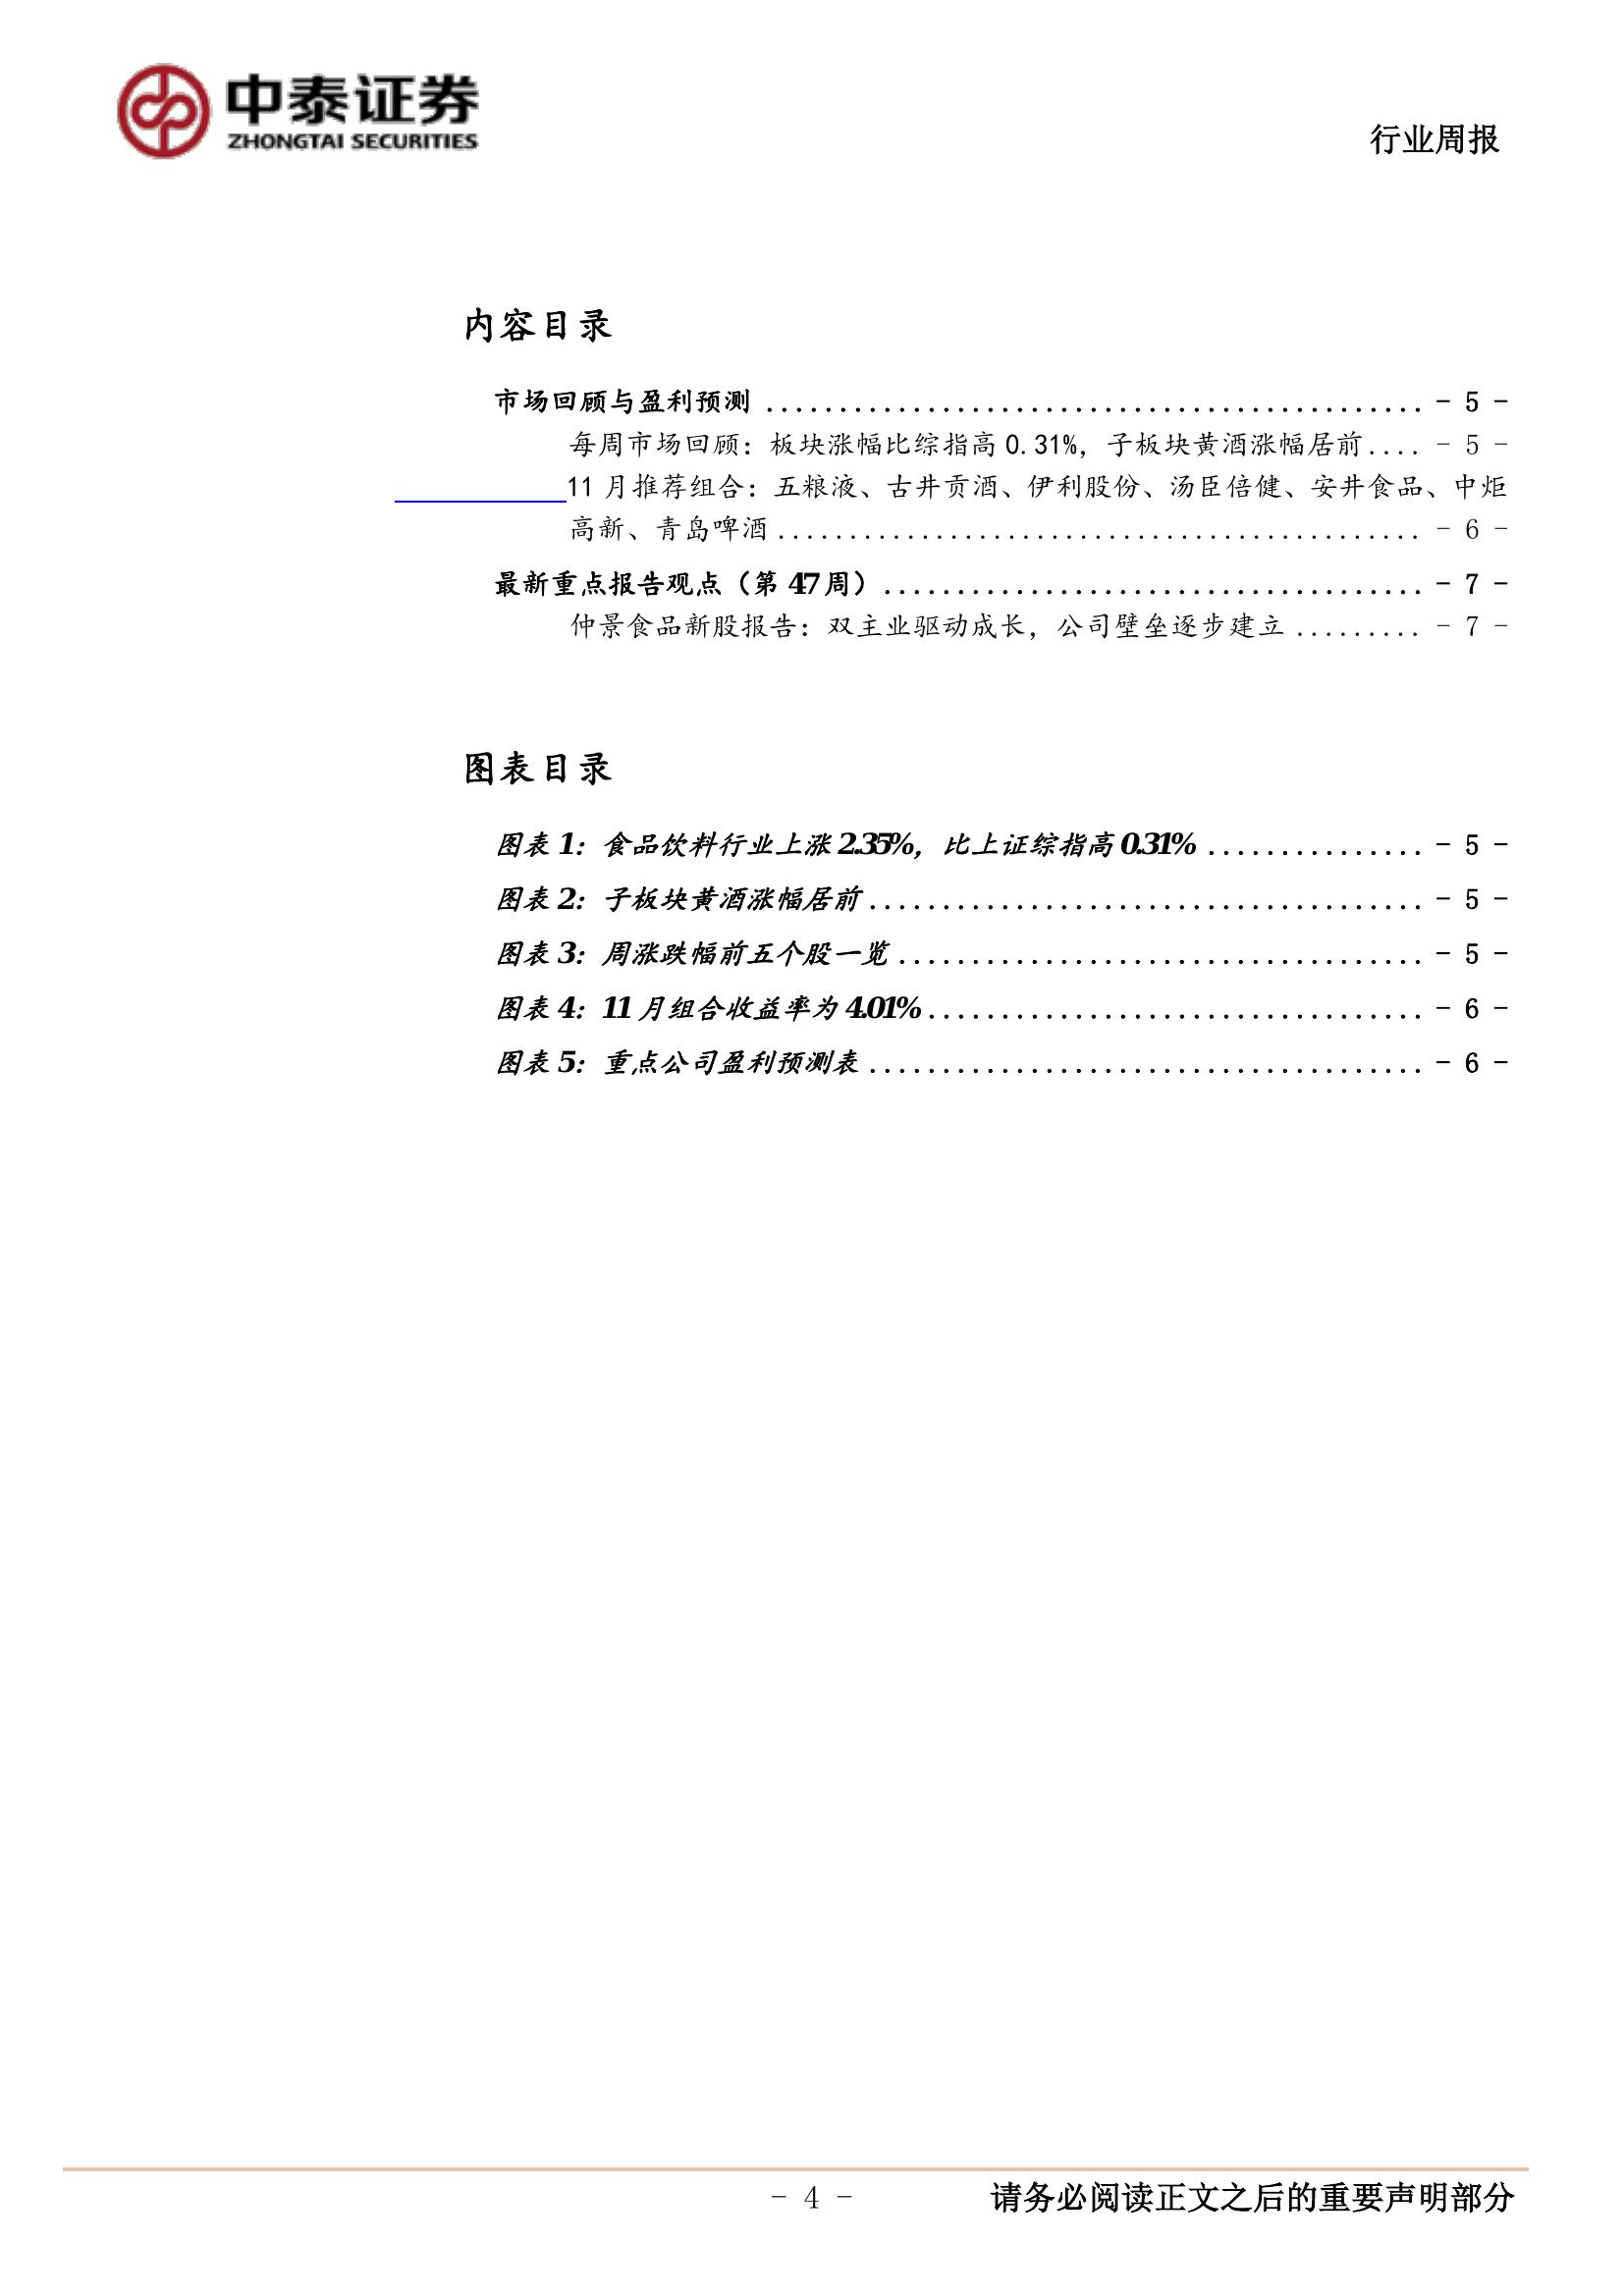 中泰证券
ZHONGTAI SECURITIES
行业周报
内容目录
市场回顾与盈利预测 ............................................. - 5 -
每周市场回顾：板块涨幅比综指高 0.31%，子板块黄酒涨幅居前.... - 5 -
11 月推荐组合：五粮液、古井贡酒、伊利股份、汤臣倍健、安井食品、中炬
高新、青岛啤酒 ............................................. - 6 -
最新重点报告观点（第 47 周）..................................... - 7 -
仲景食品新股报告：双主业驱动成长，公司壁垒逐步建立 ......... - 7 -
图表目录
图表 1：食品饮料行业上涨 2.35%，比上证综指高 0.31% ............... - 5 -
图表 2：子板块黄酒涨幅居前 ...................................... - 5 -
图表 3：周涨跌幅前五个股一览 .................................... - 5 -
图表 4：11 月组合收益率为 4.01%.................................. - 6 -
图表 5：重点公司盈利预测表 ...................................... - 6 -
- 4 -
请务必阅读正文之后的重要声明部分